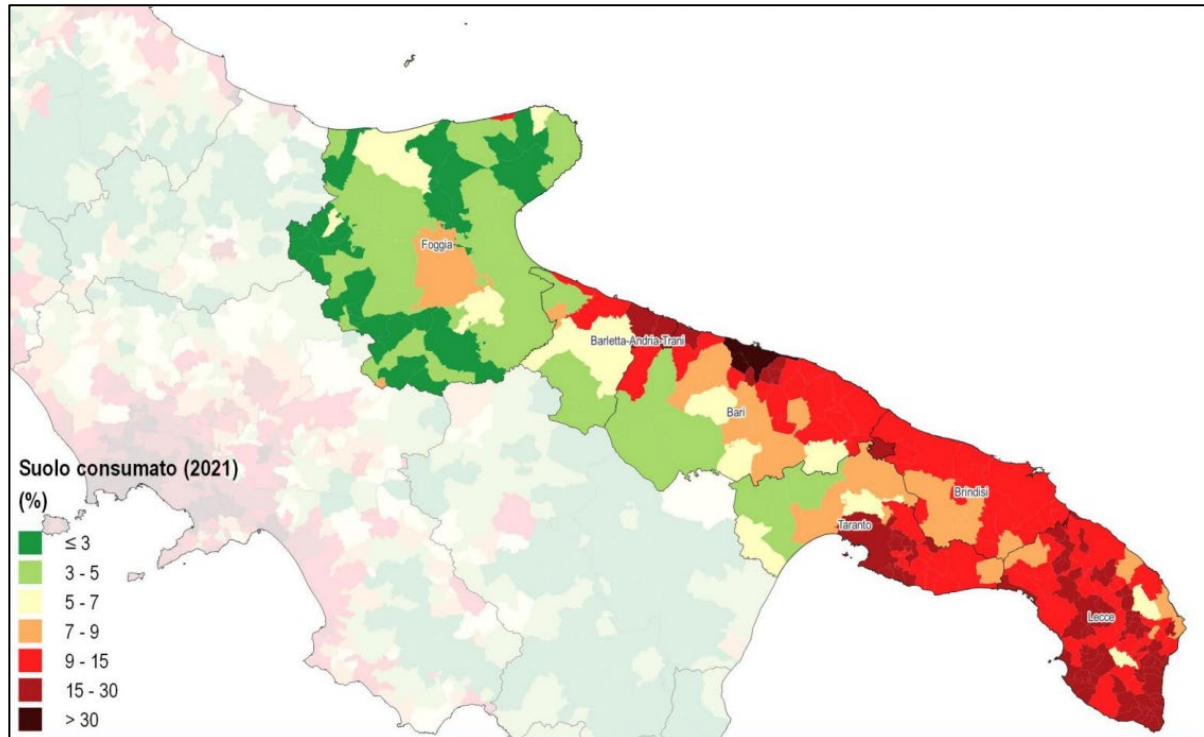 Foggia
Barletta-Andria-Trani
Bari
Brindisi
Taranto
Lecce
Suolo consumato (2021)
(%)
≤ 3
3 - 5
5 - 7
7 - 9
9 - 15
15 - 30
> 30